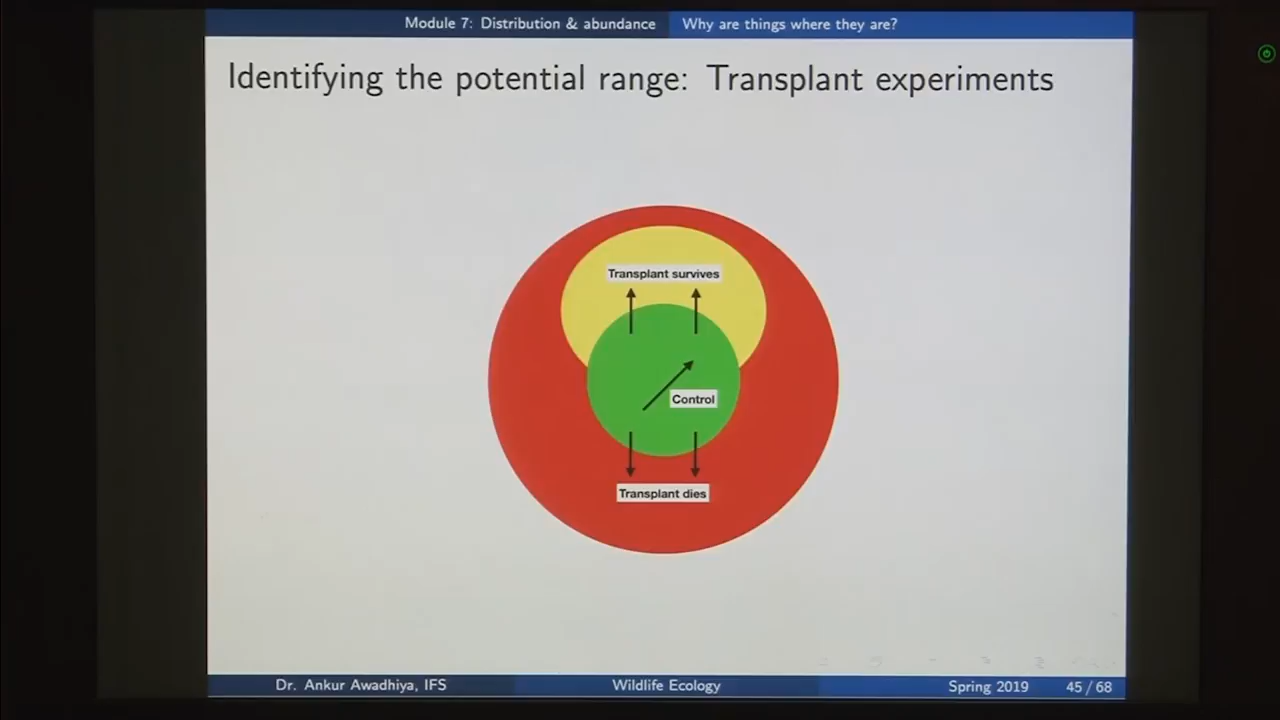 Module 7: Distribution & abundance Why are things where they are?
Identifying the potential range: Transplant experiments
Transplant survives
Control
Transplant dies
Dr. Ankur Awadhiya, IFS Wildlife Ecology Spring 2019 45 / 68